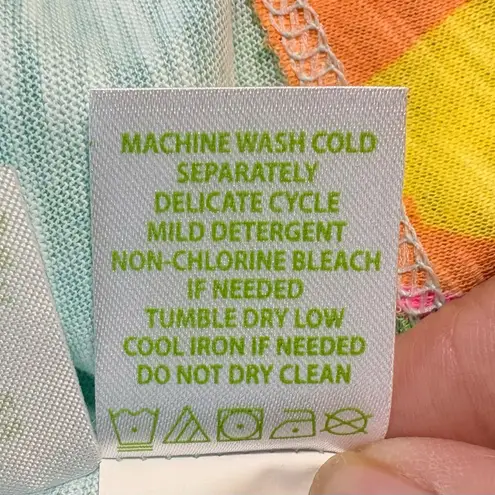 MACHINE WASH COLD
SEPARATELY
DELICATE CYCLE
MILD DETERGENT
NON-CHLORINE BLEACH
IF NEEDED
TUMBLE DRY LOW
COOL IRON IF NEEDED
DO NOT DRY CLEAN